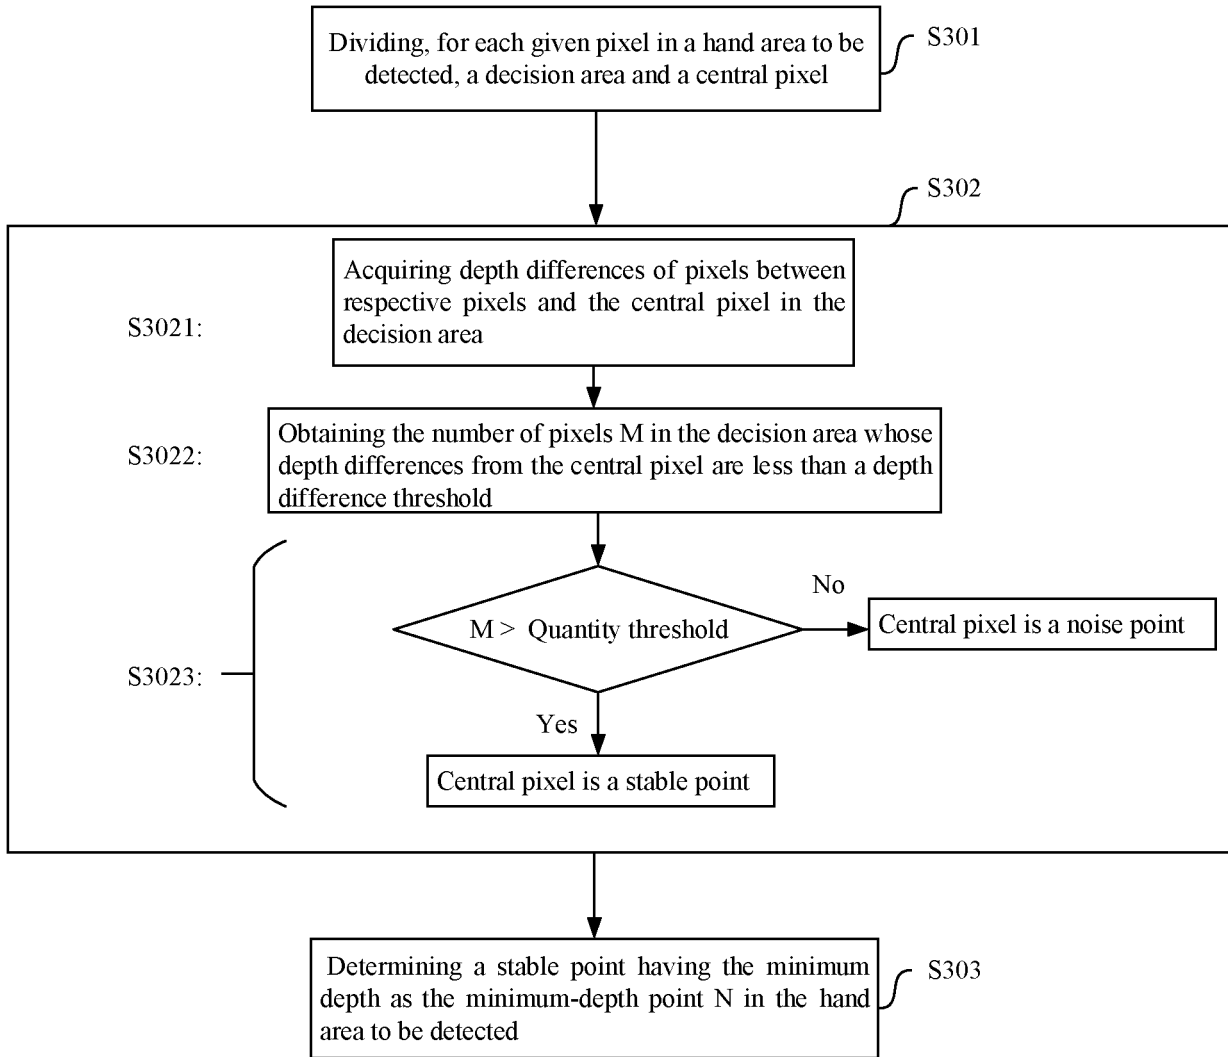 Dividing, for each given pixel in a hand area to be
detected, a decision area and a central pixel
S301
S302
S3021:
Acquiring depth differences of pixels between
respective pixels and the central pixel in the
decision area
S3022:
Obtaining the number of pixels M in the decision area whose
depth differences from the central pixel are less than a depth
difference threshold
S3023:
M > Quantity threshold
No
Central pixel is a noise point
Yes
Central pixel is a stable point
Determining a stable point having the minimum
depth as the minimum-depth point N in the hand
area to be detected
S303